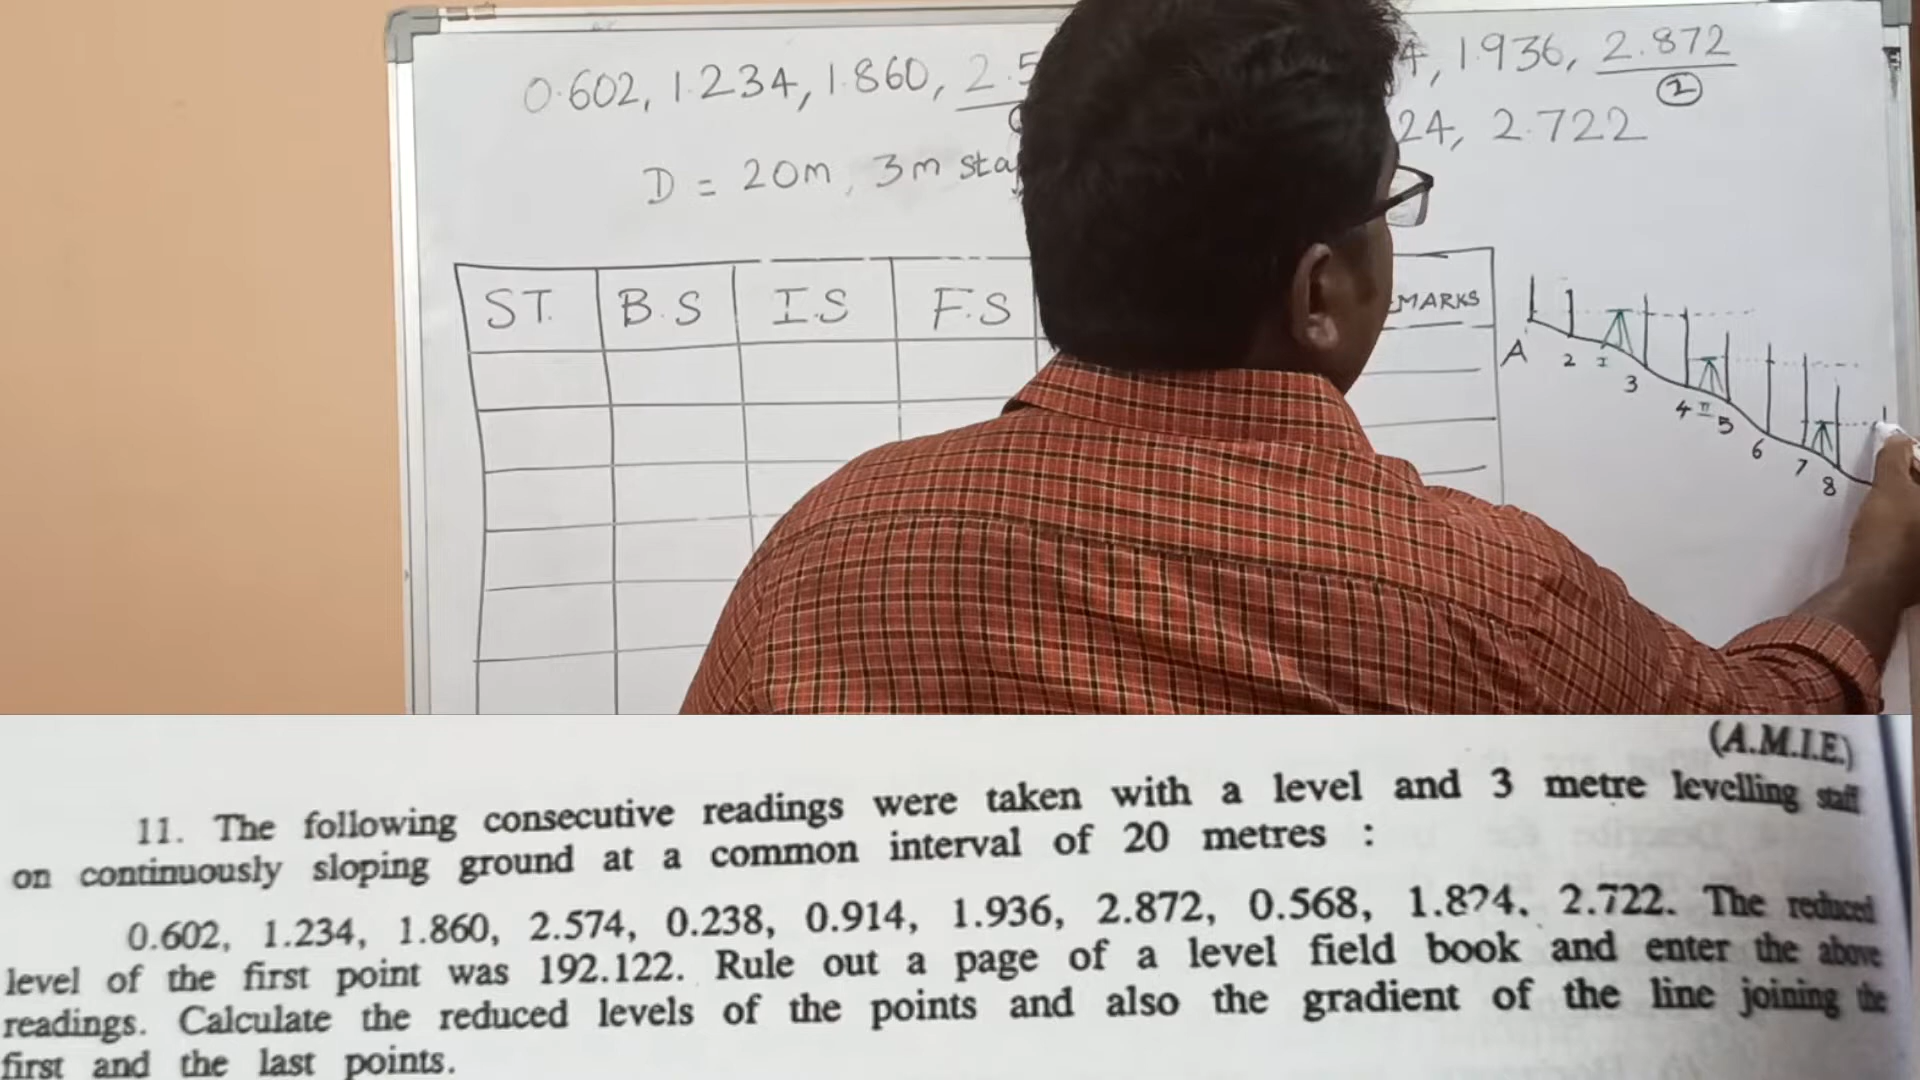 0.602, 1.234, 1.860, 2.5 4, 1.936, 2.872
②
24, 2.722
D = 20m, 3m sta
ST. B.S I.S F.S MARKS
A 2 I 3 4 II 5 6 7 8
(A.M.I.E.)
11. The following consecutive readings were taken with a level and 3 metre levelling staff
on continuously sloping ground at a common interval of 20 metres :
0.602, 1.234, 1.860, 2.574, 0.238, 0.914, 1.936, 2.872, 0.568, 1.824, 2.722. The reduced
level of the first point was 192.122. Rule out a page of a level field book and enter the above
readings. Calculate the reduced levels of the points and also the gradient of the line joining the
first and the last points.